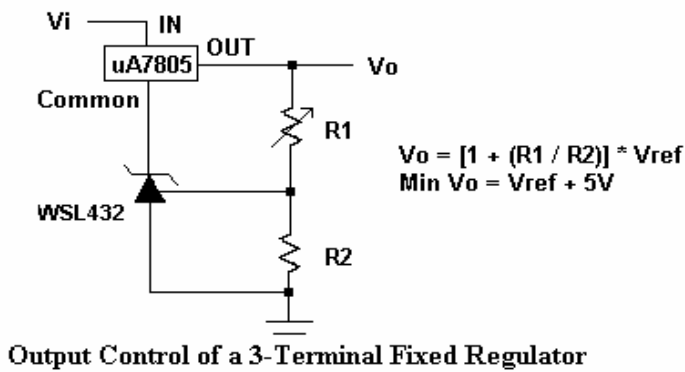 Vi
IN
OUT
uA7805
Vo
Common
R1
Vo = [1 + (R1 / R2)] * Vref
Min Vo = Vref + 5V
WSL432
R2
Output Control of a 3-Terminal Fixed Regulator